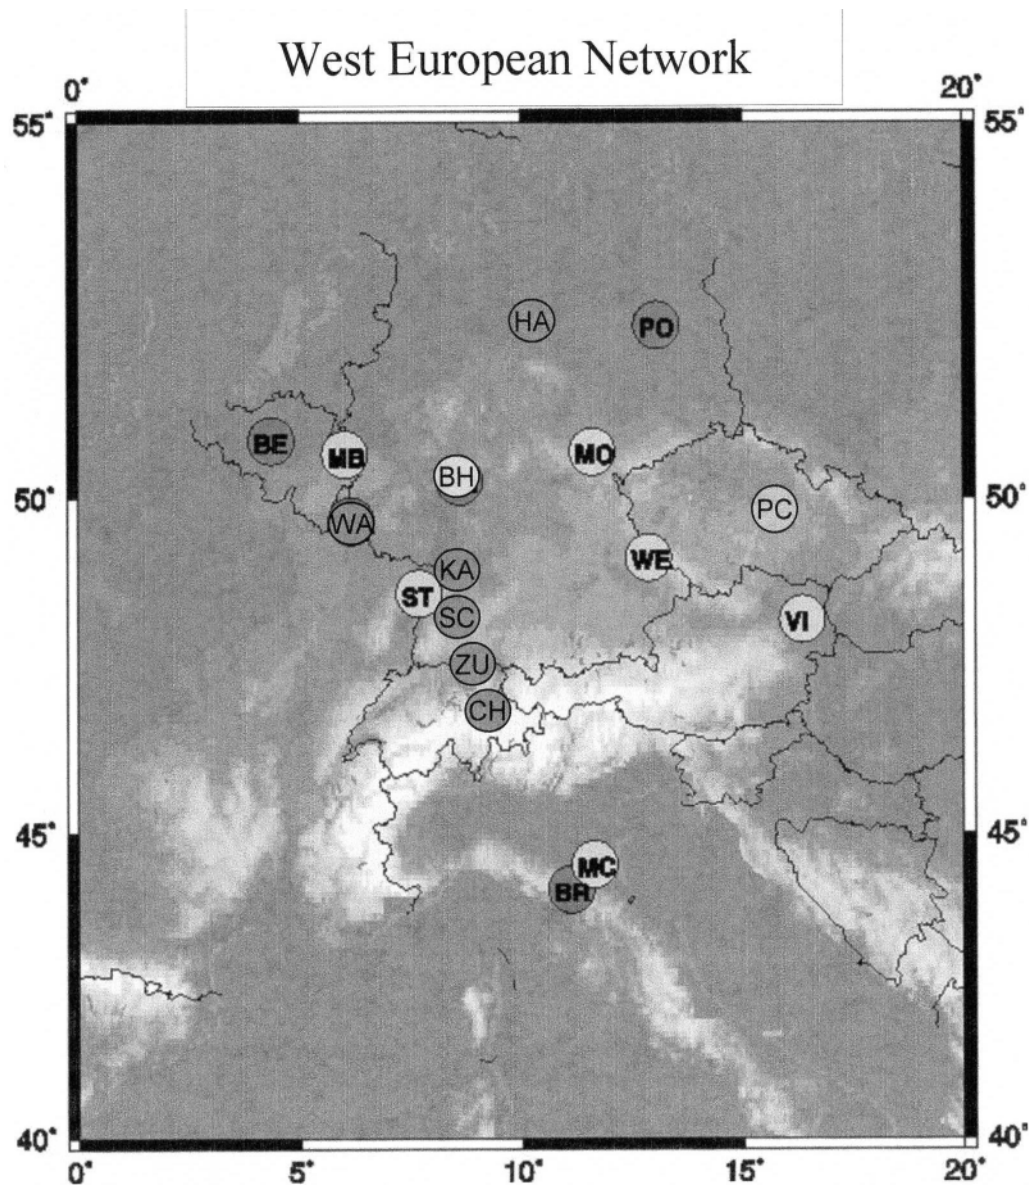 West European Network
0° 20°
55° 55°
HA PO
BE MB BH MO
50° 50°
WA PC
KA WE
ST SC VI
ZU
CH
45° 45°
MC
BR
40° 40°
0° 5° 10° 15° 20°